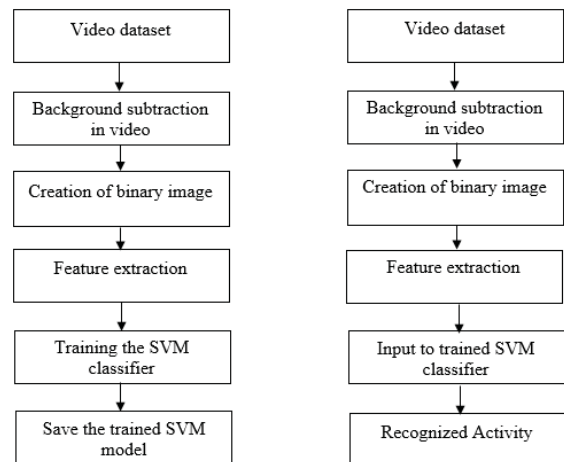 Video dataset
Background subtraction
in video
Creation of binary image
Feature extraction
Training the SVM
classifier
Save the trained SVM
model
Video dataset
Background subtraction
in video
Creation of binary image
Feature extraction
Input to trained SVM
classifier
Recognized Activity